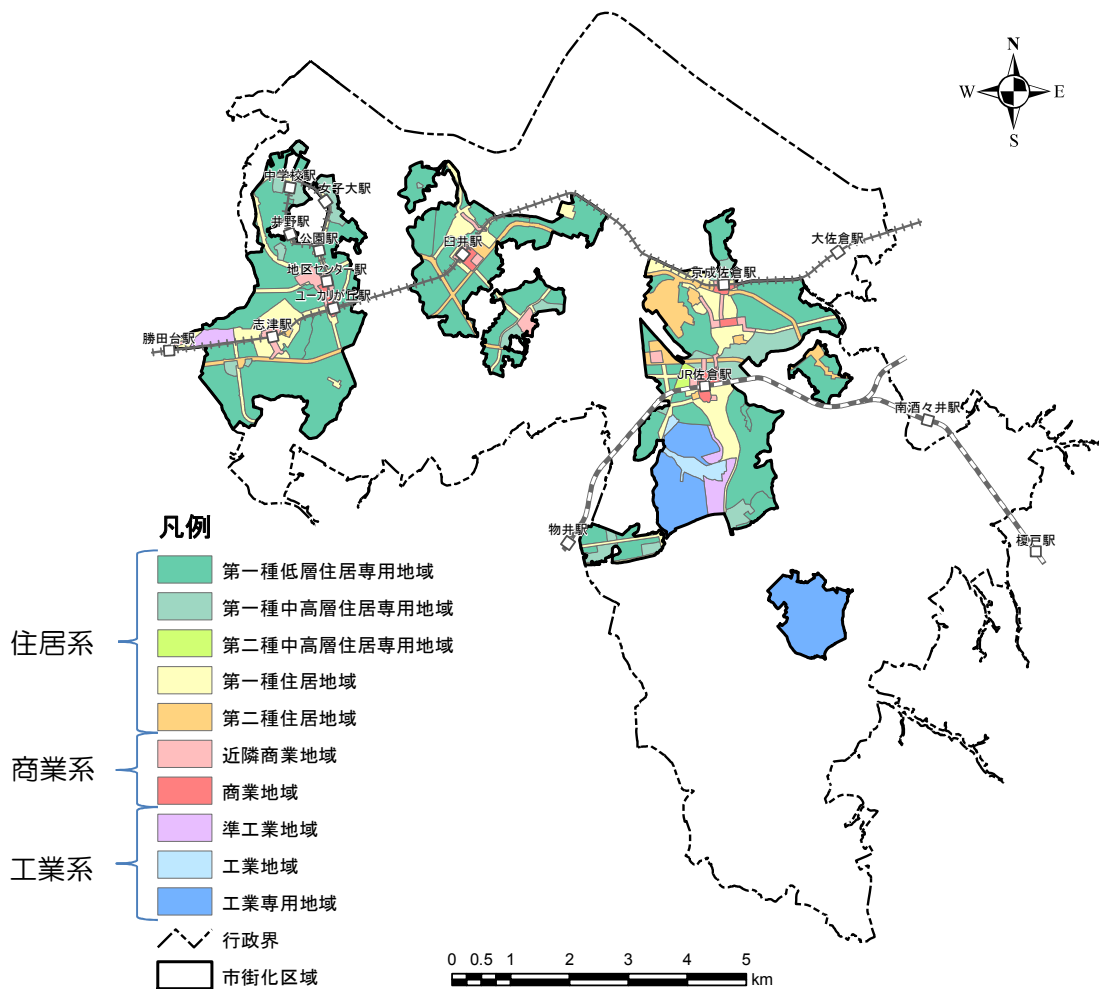 N
W
E
S
中学校駅
女子大駅
井野駅
公園駅
地区センター駅
ユーカリが丘駅
志津駅
勝田台駅
臼井駅
京成佐倉駅
大佐倉駅
JR佐倉駅
南酒々井駅
物井駅
榎戸駅
凡例
住居系
第一種低層住居専用地域
第一種中高層住居専用地域
第二種中高層住居専用地域
第一種住居地域
第二種住居地域
商業系
近隣商業地域
商業地域
工業系
準工業地域
工業地域
工業専用地域
行政界
市街化区域
0 0.5 1 2 3 4 5
km